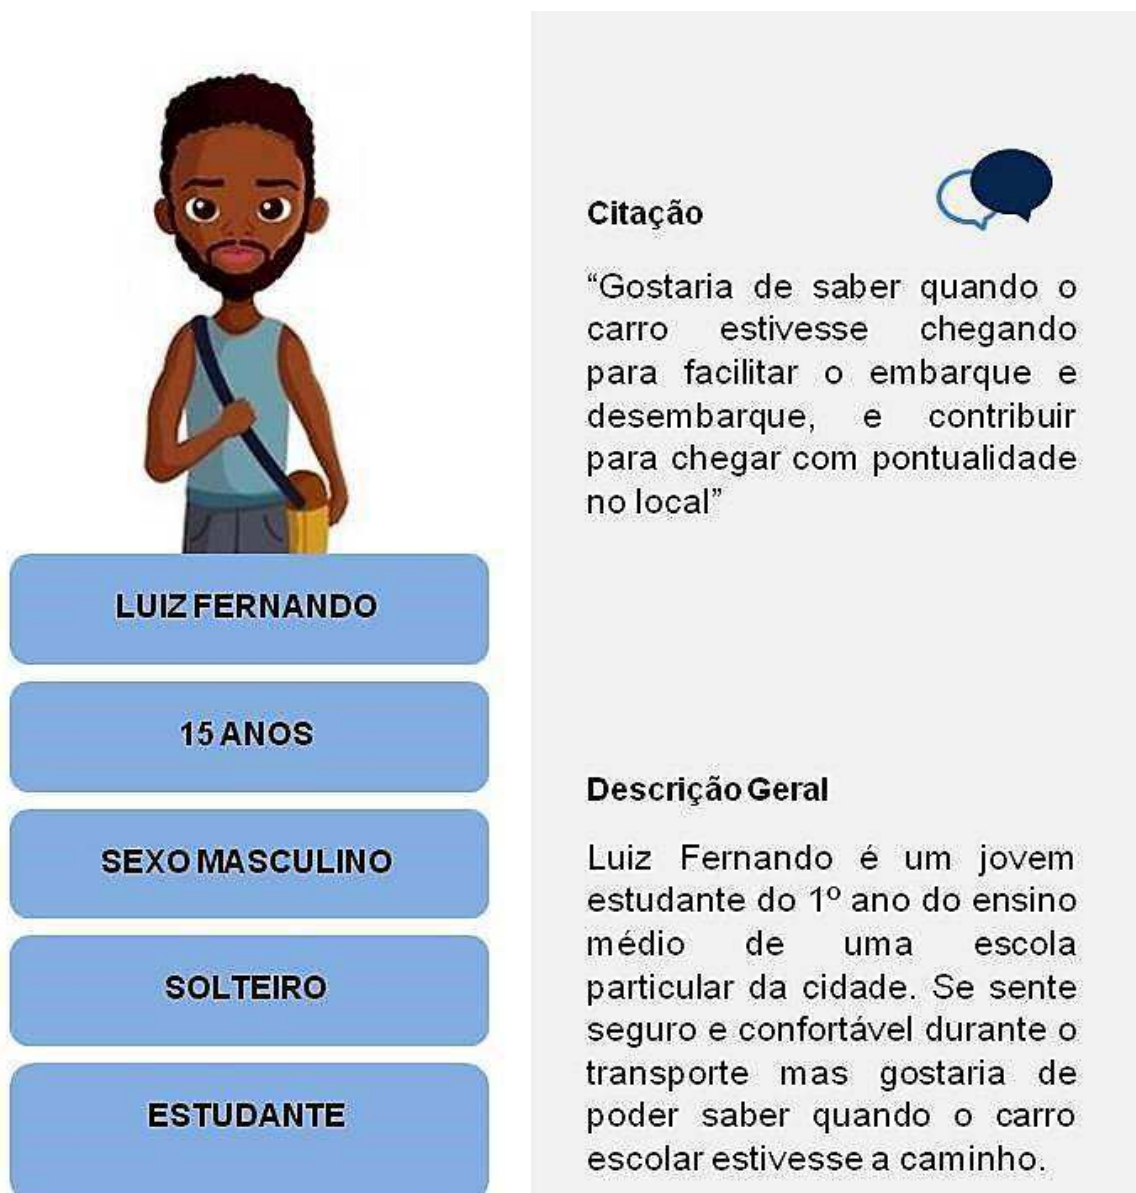 LUIZ FERNANDO
15 ANOS
SEXO MASCULINO
SOLTEIRO
ESTUDANTE
Citação
“Gostaria de saber quando o
carro estivesse chegando
para facilitar o embarque e
desembarque, e contribuir
para chegar com pontualidade
no local”
Descrição Geral
Luiz Fernando é um jovem
estudante do 1º ano do ensino
médio de uma escola
particular da cidade. Se sente
seguro e confortável durante o
transporte mas gostaria de
poder saber quando o carro
escolar estivesse a caminho.